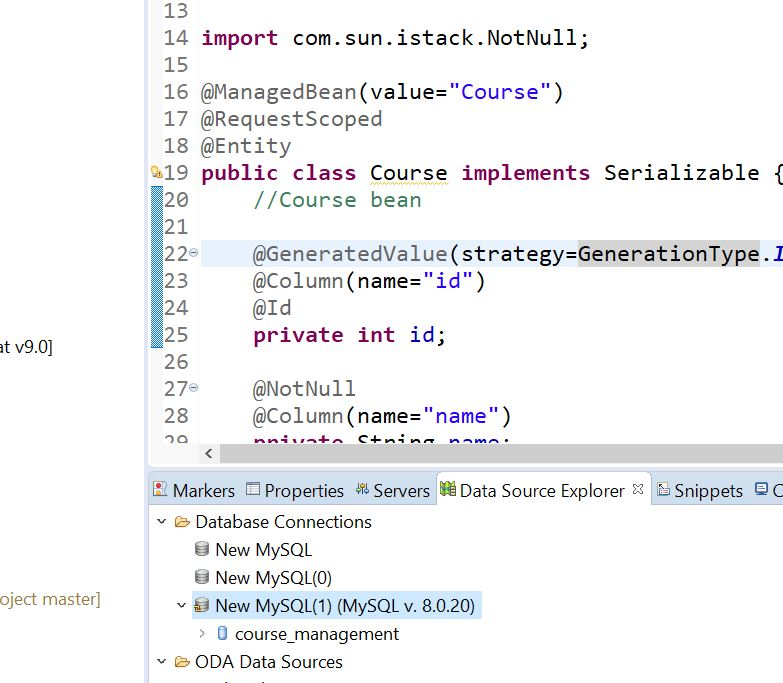 13
14 import com.sun.istack.NotNull;
15
16 @ManagedBean(value="Course")
17 @RequestScoped
18 @Entity
19 public class Course implements Serializable {
20 //Course bean
21
22 @GeneratedValue(strategy=GenerationType.I
23 @Column(name="id")
24 @Id
25 private int id;
at v9.0]
26
27 @NotNull
28 @Column(name="name")
29 private String name;
Markers Properties Servers Data Source Explorer Snippets C
Database Connections
New MySQL
New MySQL(0)
oject master]
New MySQL(1) (MySQL v. 8.0.20)
course_management
ODA Data Sources